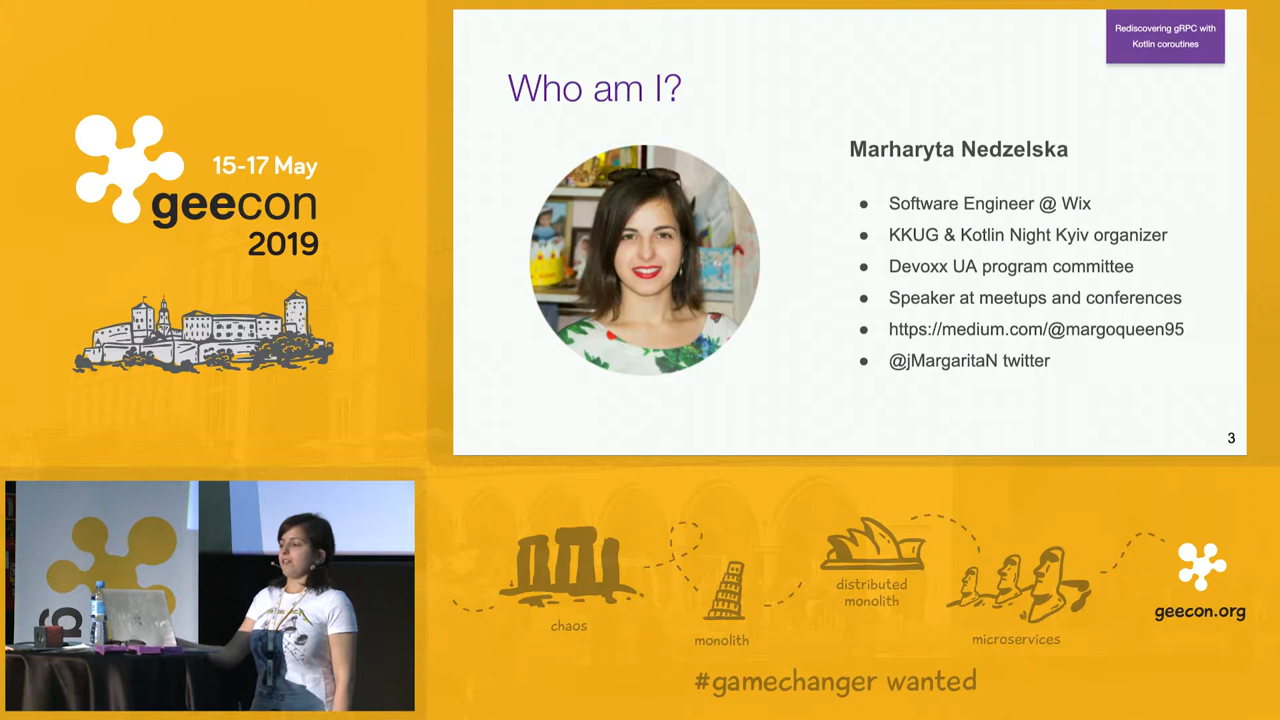 15-17 May
geecon
2019
Rediscovering gRPC with
Kotlin coroutines
Who am I?
Marharyta Nedzelska
● Software Engineer @ Wix
● KKUG & Kotlin Night Kyiv organizer
● Devoxx UA program committee
● Speaker at meetups and conferences
● https://medium.com/@margoqueen95
● @jMargaritaN twitter
3
chaos
monolith
distributed
monolith
microservices
geecon.org
#gamechanger wanted